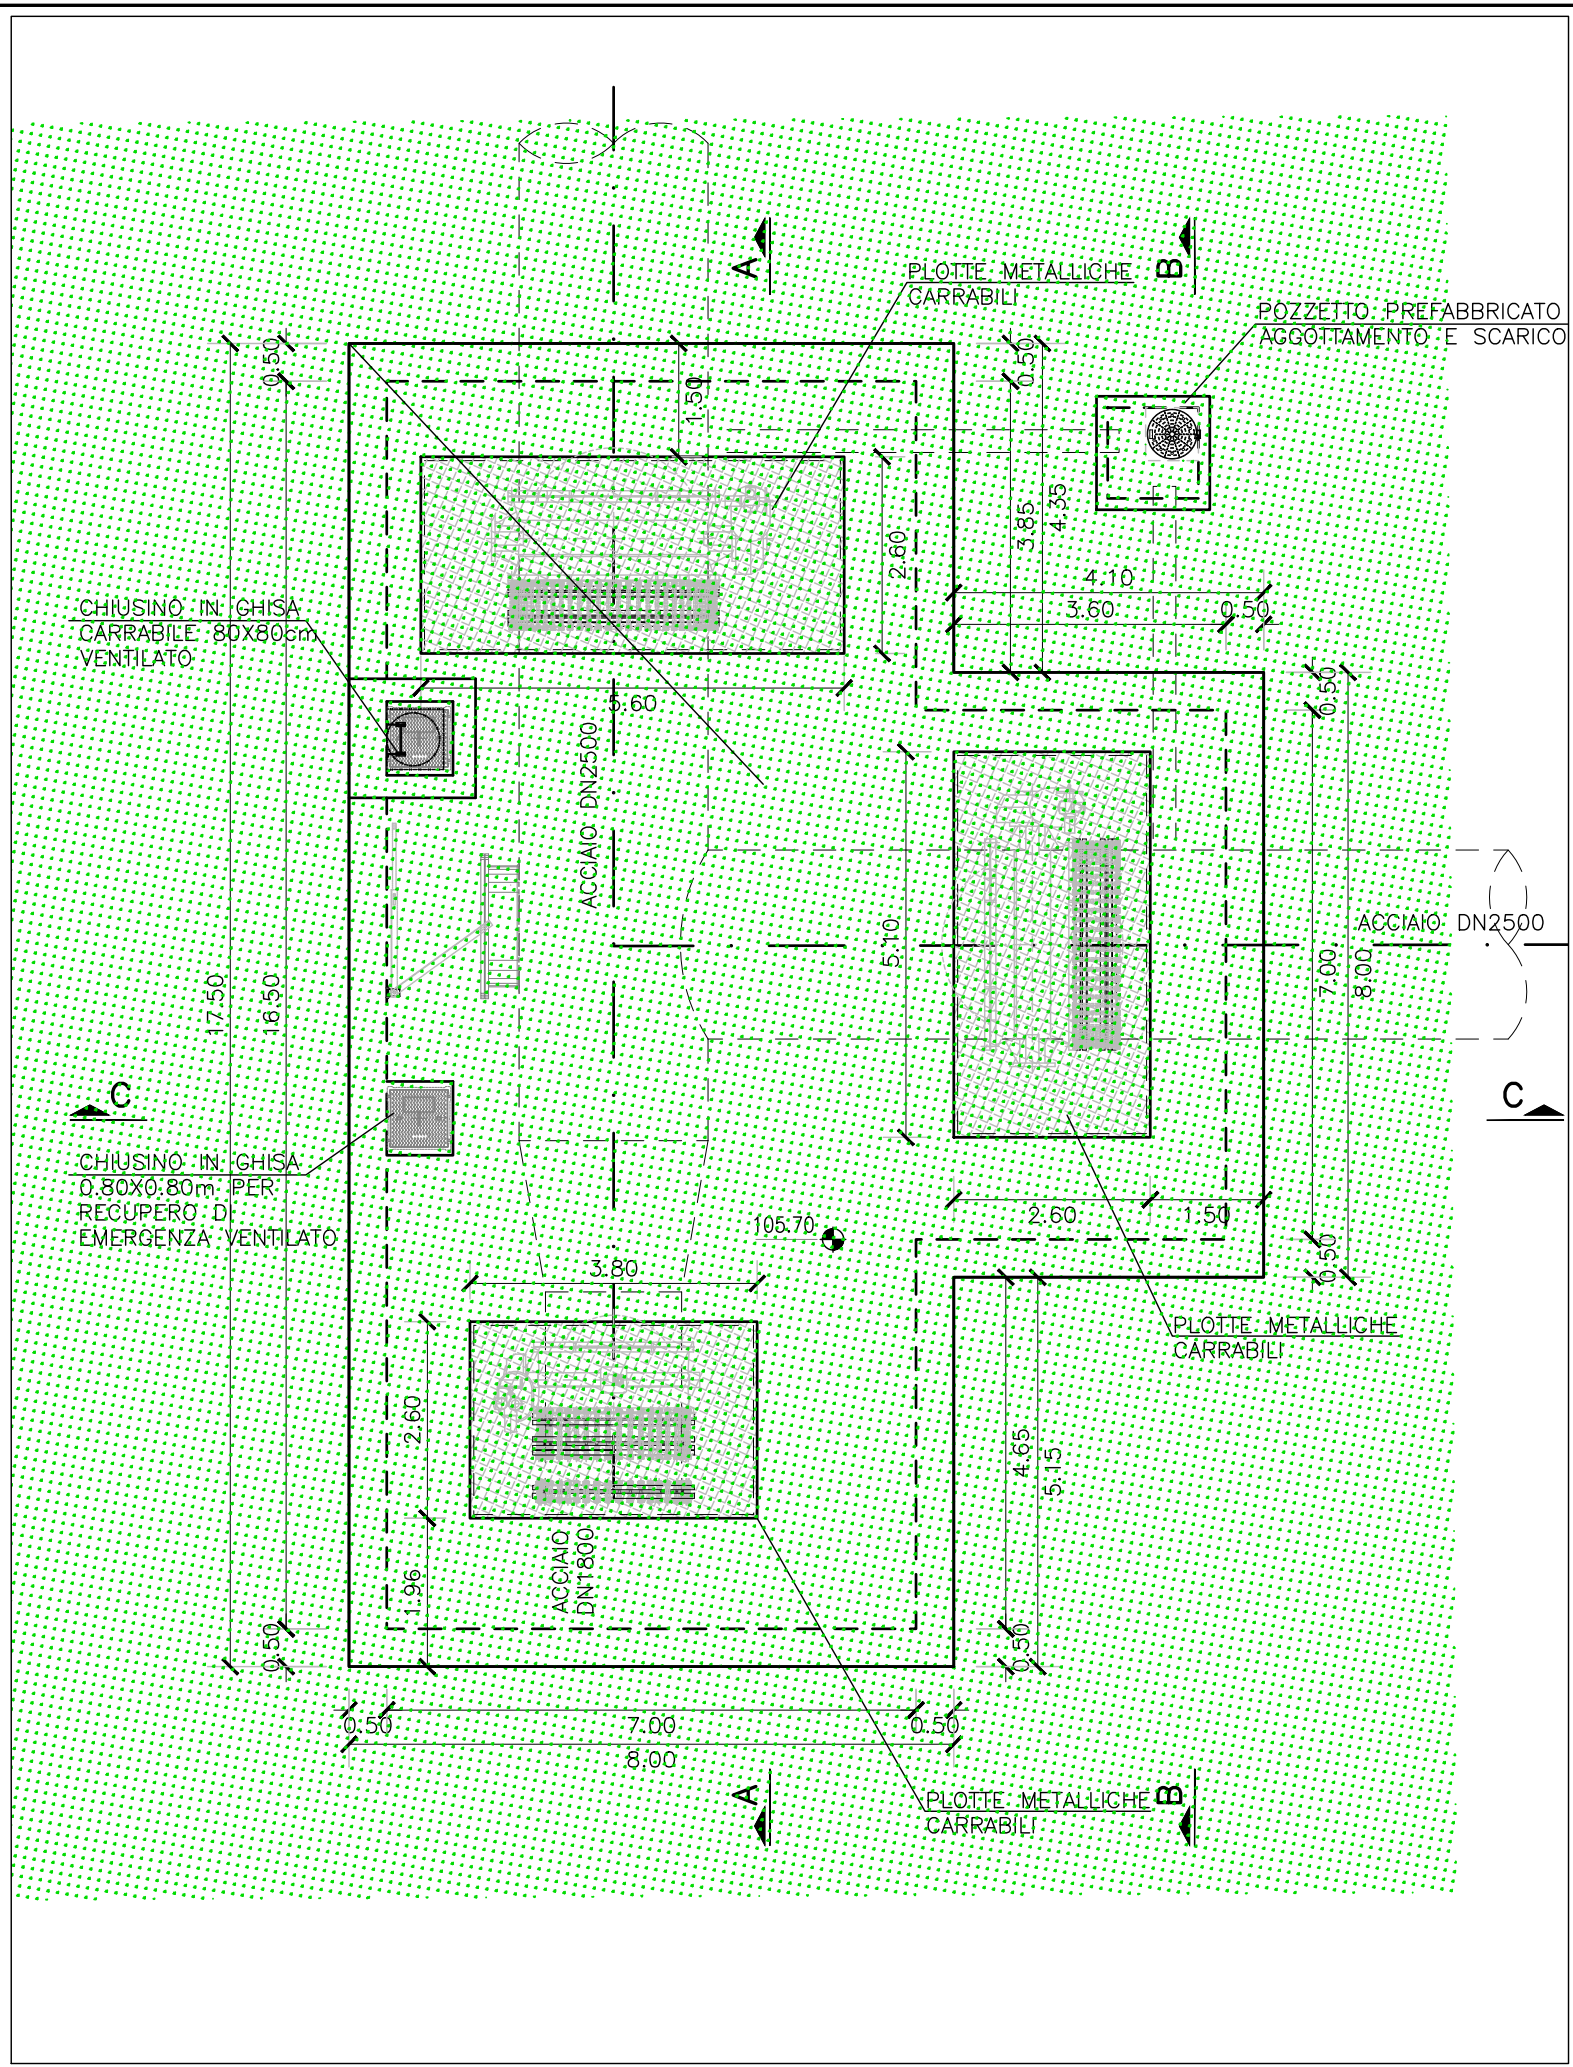 A
B
PLOTTE METALLICHE
CARRABILI
POZZETTO PREFABBRICATO
AGGOTTAMENTO E SCARICO
0.50
0.50
1.50
3.85
4.35
2.60
4.10
3.60
0.50
CHIUSINO IN GHISA
CARRABILE 80X80cm
VENTILATO
5.60
0.50
ACCIAIO DN2500
5.10
ACCIAIO DN2500
17.50
16.50
7.00
8.00
C
C
CHIUSINO IN GHISA
0.80X0.80m PER
RECUPERO DI
EMERGENZA VENTILATO
2.60
1.50
105.70
0.50
3.80
PLOTTE METALLICHE
CARRABILI
2.60
4.65
5.15
1.96
ACCIAIO
DN1800
0.50
0.50
0.50
7.00
0.50
8.00
A
B
PLOTTE METALLICHE
CARRABILI